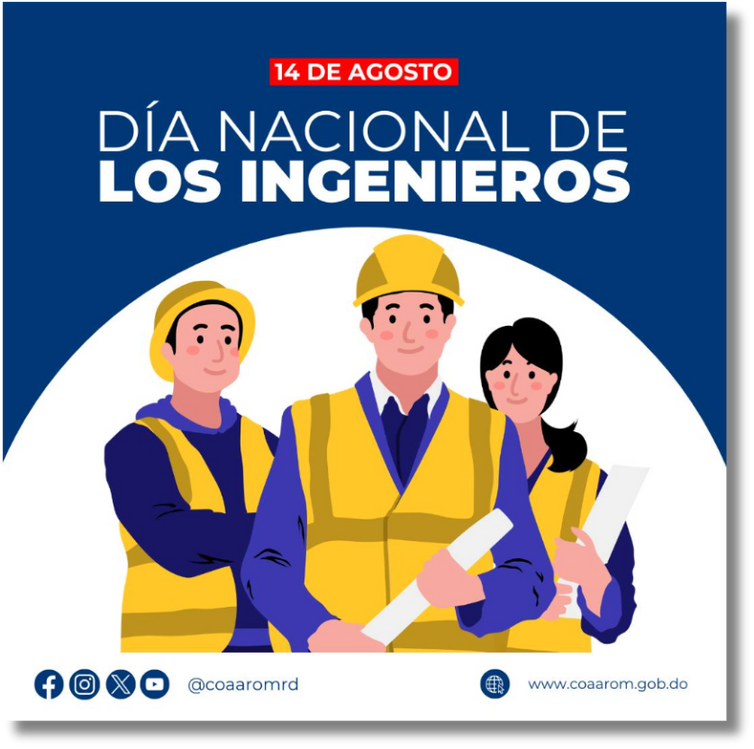 14 DE AGOSTO
DÍA NACIONAL DE
LOS INGENIEROS
@coaaromrd
www.coaarom.gob.do